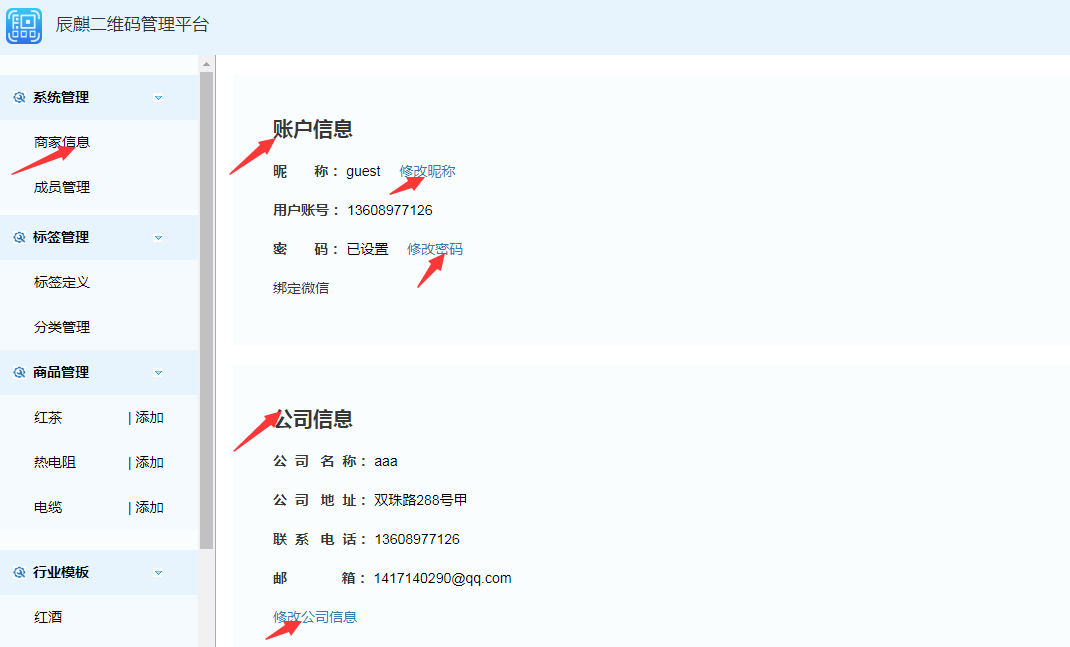 辰麒二维码管理平台
系统管理
商家信息
成员管理
标签管理
标签定义
分类管理
商品管理
红茶 | 添加
热电阻 | 添加
电缆 | 添加
行业模板
红酒
账户信息
昵 称： guest 修改昵称
用户账号： 13608977126
密 码： 已设置 修改密码
绑定微信
公司信息
公 司 名 称： aaa
公 司 地 址： 双珠路288号甲
联 系 电 话： 13608977126
邮 箱： 1417140290@qq.com
修改公司信息